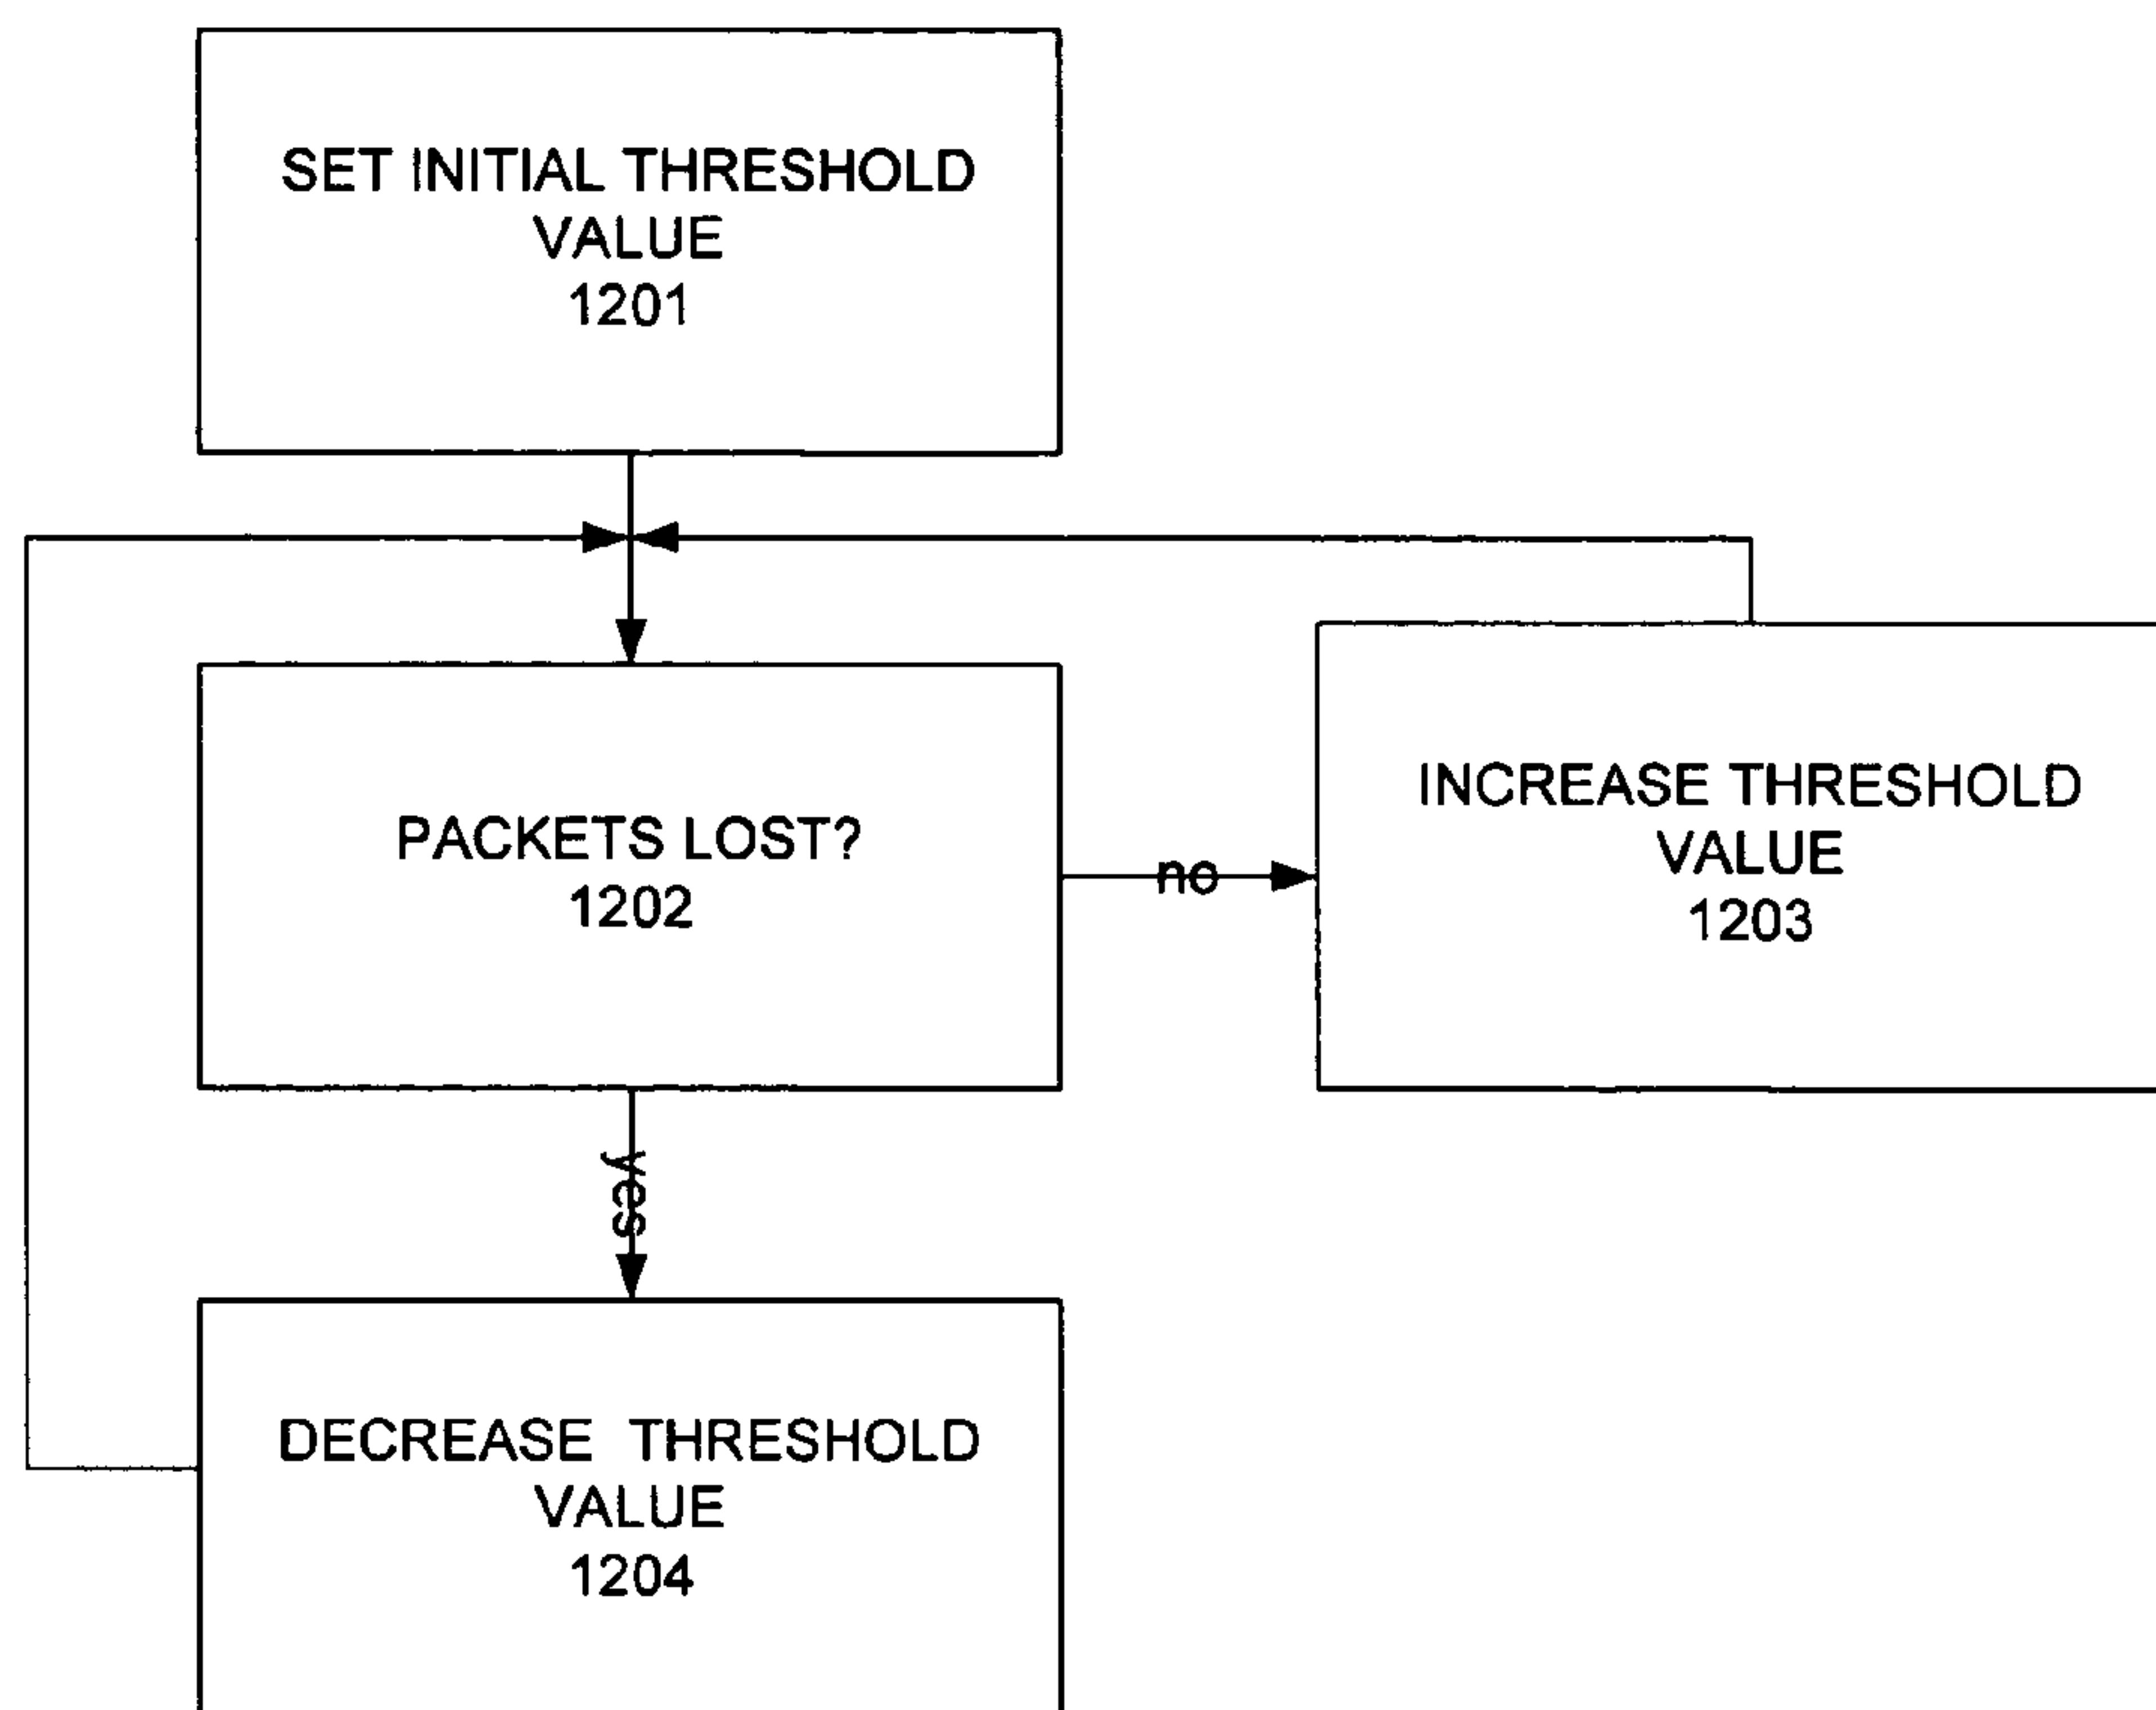 SET INITIAL THRESHOLD
VALUE
1201
PACKETS LOST?
1202
no
INCREASE THRESHOLD
VALUE
1203
yes
DECREASE THRESHOLD
VALUE
1204